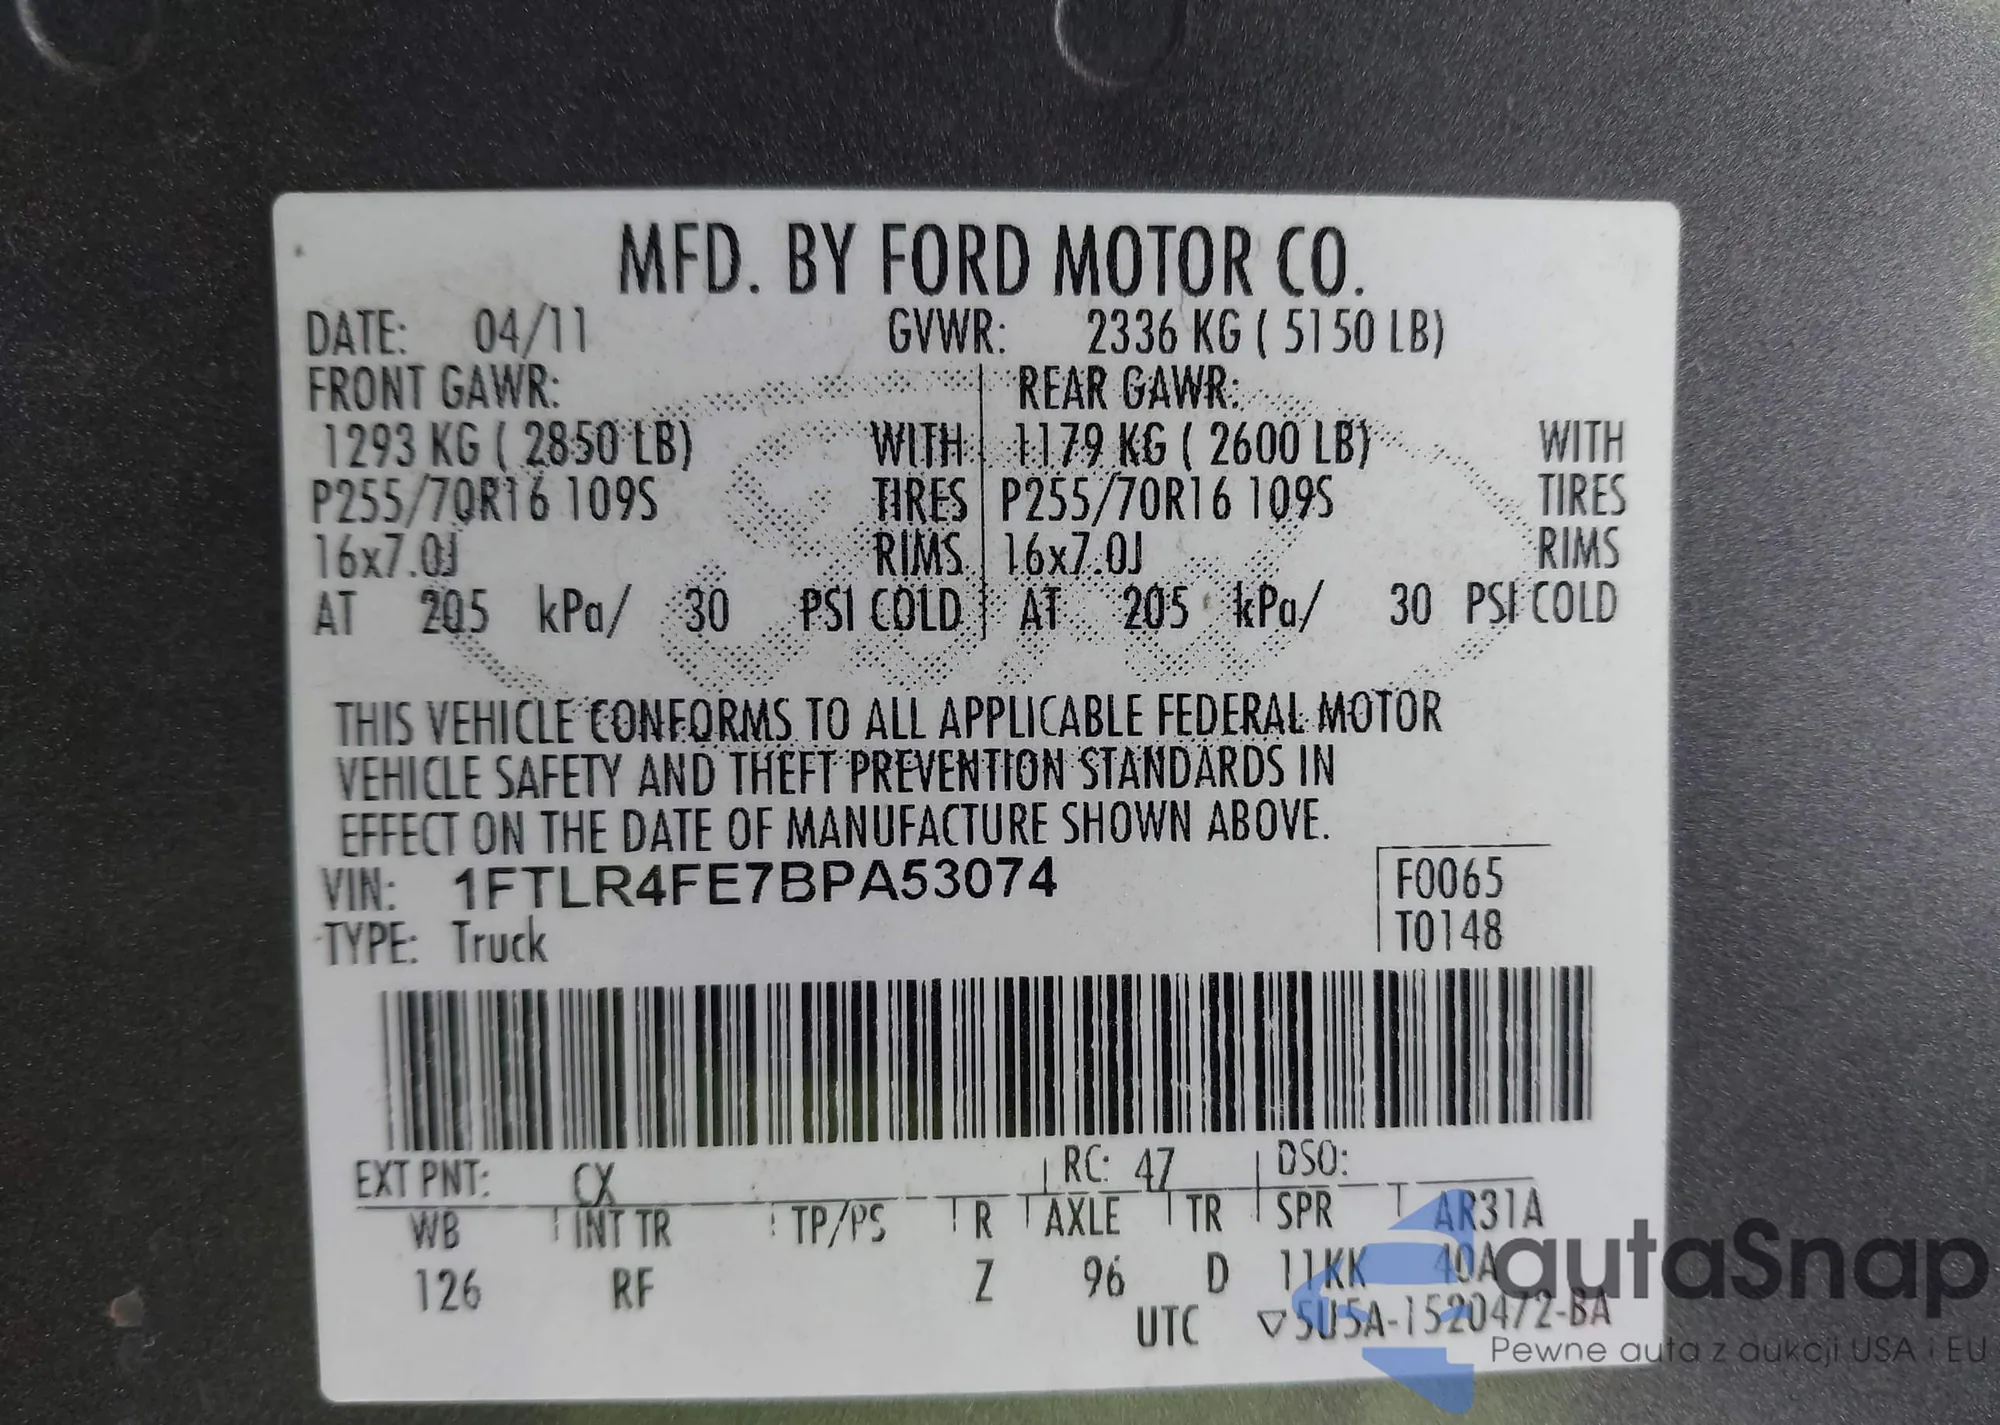 MFD. BY FORD MOTOR CO.
DATE: 04/11 GVWR: 2336 KG ( 5150 LB)
FRONT GAWR: REAR GAWR:
1293 KG ( 2850 LB) WITH 1179 KG ( 2600 LB) WITH
P255/70R16 109S TIRES P255/70R16 109S TIRES
16x7.0J RIMS 16x7.0J RIMS
AT 205 kPa/ 30 PSI COLD AT 205 kPa/ 30 PSI COLD
THIS VEHICLE CONFORMS TO ALL APPLICABLE FEDERAL MOTOR
VEHICLE SAFETY AND THEFT PREVENTION STANDARDS IN
EFFECT ON THE DATE OF MANUFACTURE SHOWN ABOVE.
VIN: 1FTLR4FE7BPA53074 F0065
TYPE: Truck T0148
EXT PNT: CX RC: 47 DSO:
WB INT TR TP/PS R AXLE TR SPR AR31A
126 RF Z 96 D 11KK 40A
UTC ▽5U5A-1520472-BA
autaSnap
Pewne auta z aukcji USA i EU